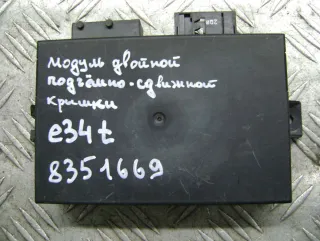 модуль двойной
подъёмно-сдвижной
крышки
e34t
8351669